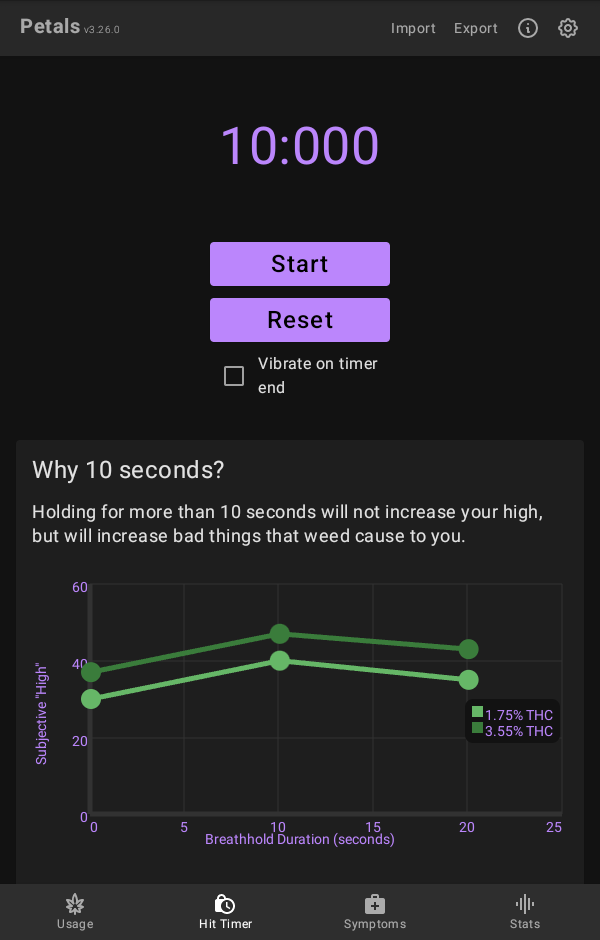 Petals v3.26.0
Import
Export
10:000
Start
Reset
Vibrate on timer
end
Why 10 seconds?
Holding for more than 10 seconds will not increase your high,
but will increase bad things that weed cause to you.
60
40
20
0
Subjective "High"
1.75% THC
3.55% THC
0 5 10 15 20 25
Breathhold Duration (seconds)
Usage
Hit Timer
Symptoms
Stats